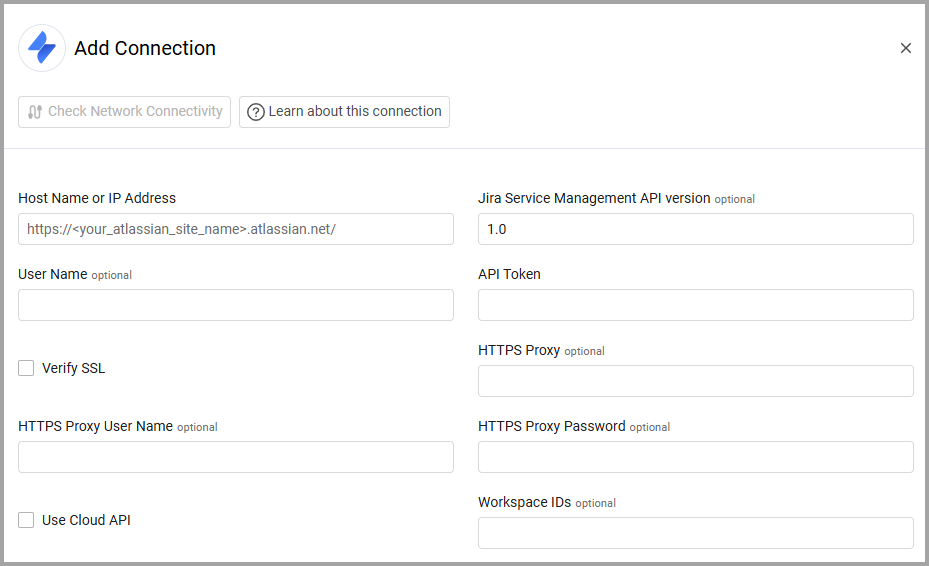 Add Connection
Check Network Connectivity
? Learn about this connection
Host Name or IP Address
https://<your_atlassian_site_name>.atlassian.net/
Jira Service Management API version optional
1.0
User Name optional
API Token
Verify SSL
HTTPS Proxy optional
HTTPS Proxy User Name optional
HTTPS Proxy Password optional
Use Cloud API
Workspace IDs optional